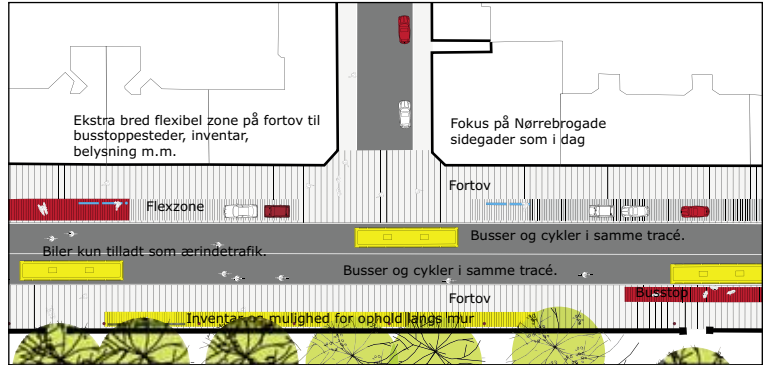 Ekstra bred flexibel zone på fortov til
busstoppesteder, inventar,
belysning m.m.
Fokus på Nørrebrogade
sidegader som i dag
Fortov
Flexzone
Busser og cykler i samme tracé.
Biler kun tilladt som ærindetrafik.
Busser og cykler i samme tracé.
Fortov
Busstop
Inventar og mulighed for ophold langs mur